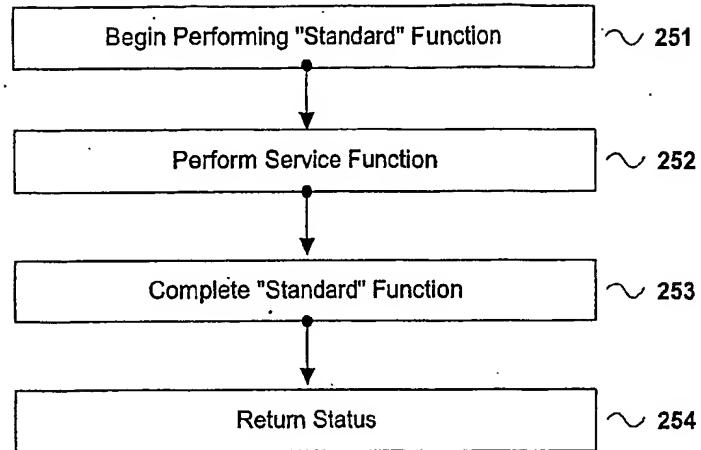 Begin Performing "Standard" Function 251
Perform Service Function 252
Complete "Standard" Function 253
Return Status 254